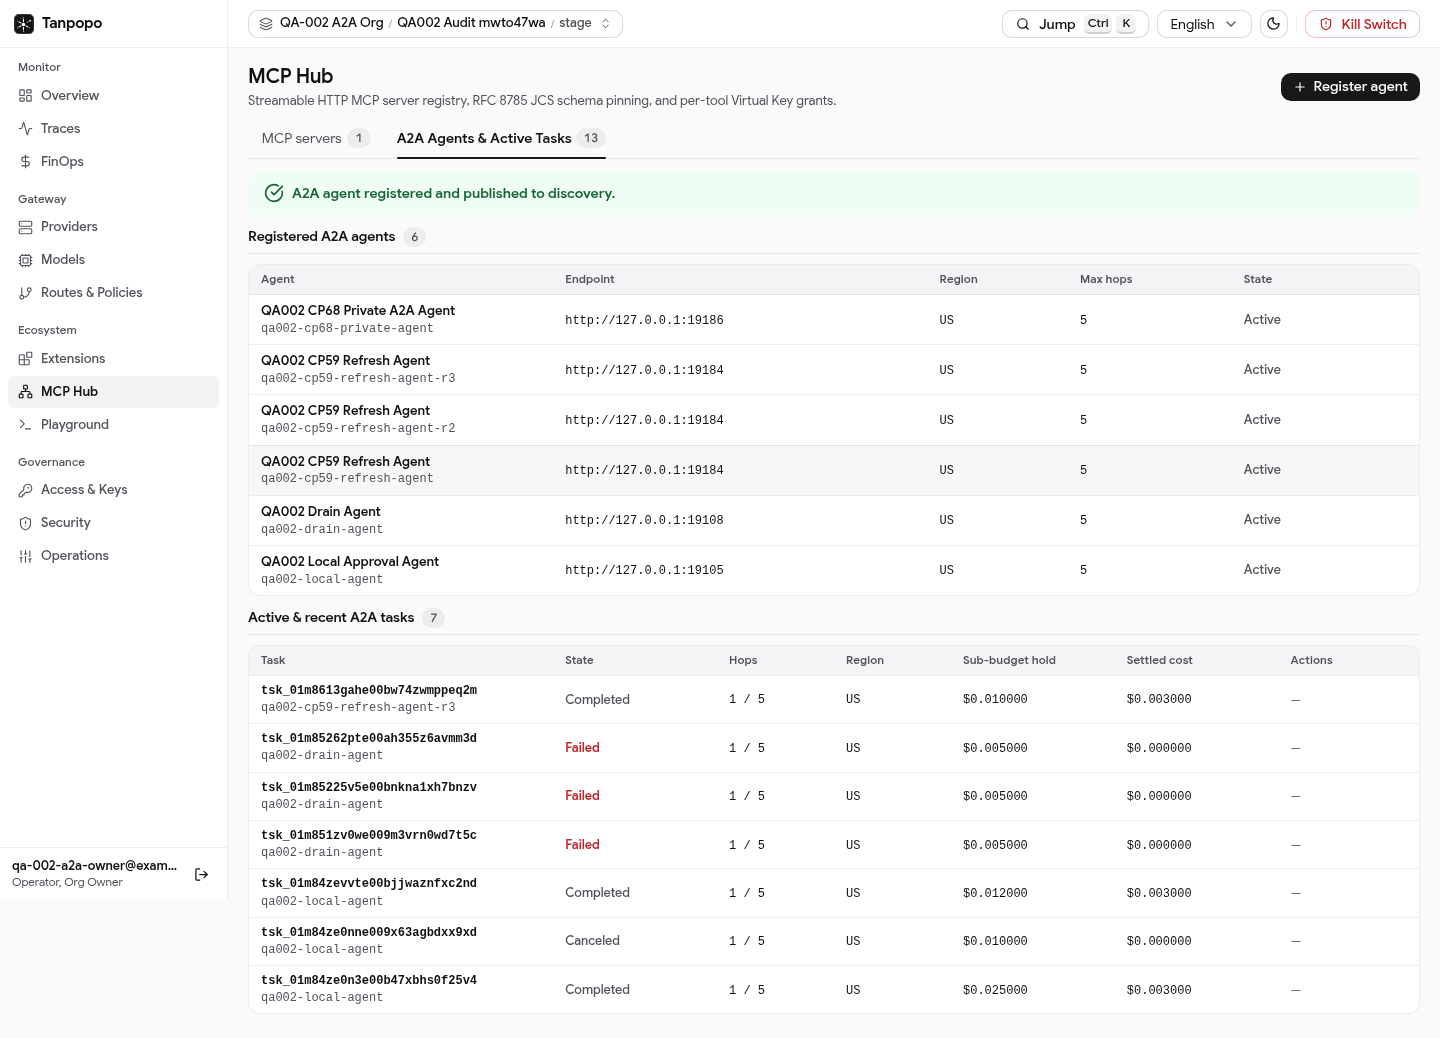 Tanpopo
QA-002 A2A Org / QA002 Audit mwto47wa / stage
Jump Ctrl K
English
Kill Switch
Monitor
Overview
Traces
FinOps
Gateway
Providers
Models
Routes & Policies
Ecosystem
Extensions
MCP Hub
Playground
Governance
Access & Keys
Security
Operations
qa-002-a2a-owner@exam...
Operator, Org Owner
MCP Hub
Streamable HTTP MCP server registry, RFC 8785 JCS schema pinning, and per-tool Virtual Key grants.
+ Register agent
MCP servers 1
A2A Agents & Active Tasks 13
A2A agent registered and published to discovery.
Registered A2A agents 6
Agent Endpoint Region Max hops State
QA002 CP68 Private A2A Agent
qa002-cp68-private-agent
http://127.0.0.1:19186 US 5 Active
QA002 CP59 Refresh Agent
qa002-cp59-refresh-agent-r3
http://127.0.0.1:19184 US 5 Active
QA002 CP59 Refresh Agent
qa002-cp59-refresh-agent-r2
http://127.0.0.1:19184 US 5 Active
QA002 CP59 Refresh Agent
qa002-cp59-refresh-agent
http://127.0.0.1:19184 US 5 Active
QA002 Drain Agent
qa002-drain-agent
http://127.0.0.1:19108 US 5 Active
QA002 Local Approval Agent
qa002-local-agent
http://127.0.0.1:19105 US 5 Active
Active & recent A2A tasks 7
Task State Hops Region Sub-budget hold Settled cost Actions
tsk_01m8613gahe00bw74zwmppeq2m
qa002-cp59-refresh-agent-r3
Completed 1 / 5 US $0.010000 $0.003000 —
tsk_01m85262pte00ah355z6avmm3d
qa002-drain-agent
Failed 1 / 5 US $0.005000 $0.000000 —
tsk_01m85225v5e00bnkna1xh7bnzv
qa002-drain-agent
Failed 1 / 5 US $0.005000 $0.000000 —
tsk_01m851zv0we009m3vrn0wd7t5c
qa002-drain-agent
Failed 1 / 5 US $0.005000 $0.000000 —
tsk_01m84zevvte00bjjwaznfxc2nd
qa002-local-agent
Completed 1 / 5 US $0.012000 $0.003000 —
tsk_01m84ze0nne009x63agbdxx9xd
qa002-local-agent
Canceled 1 / 5 US $0.010000 $0.000000 —
tsk_01m84ze0n3e00b47xbhs0f25v4
qa002-local-agent
Completed 1 / 5 US $0.025000 $0.003000 —